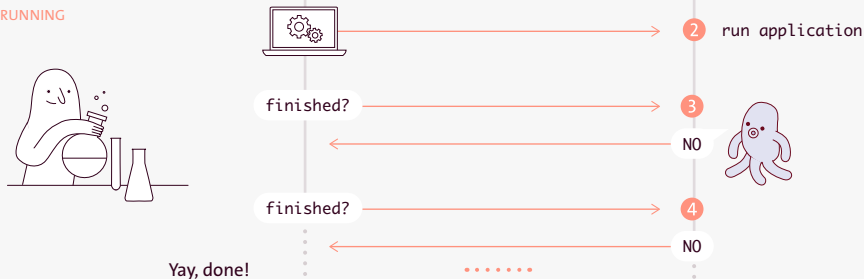 RUNNING
2 run application
finished? 3
NO
finished? 4
NO
Yay, done!